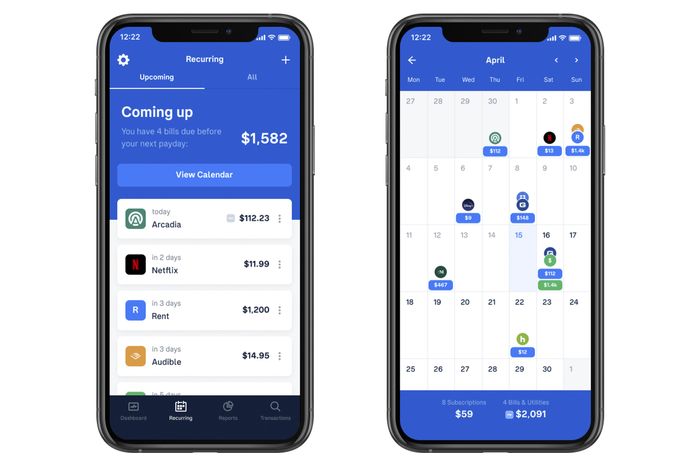 12:22
Recurring
Upcoming
All
Coming up
You have 4 bills due before
your next payday:
$1,582
View Calendar
today
Arcadia
$112.23
in 2 days
Netflix
$11.99
in 3 days
Rent
$1,200
in 3 days
Audible
$14.95
in 5 days
Dashboard
Recurring
Reports
Transactions
12:22
April
Mon Tue Wed Thu Fri Sat Sun
27 28 29 30 1 2 3
$112 $13 $1.4k
4 5 6 7 8 9 10
$9 $148
11 12 13 14 15 16 17
$467 $112
$1.4k
18 19 20 21 22 23 24
$12
25 26 27 28 29 30 1
8 Subscriptions 4 Bills & Utilities
$59 $2,091